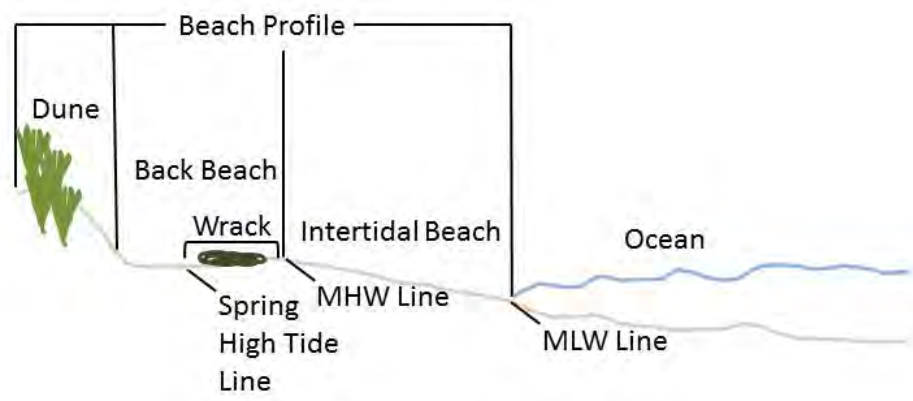 Beach Profile
Dune
Back Beach
Wrack
Intertidal Beach
Ocean
Spring
High Tide
Line
MHW Line
MLW Line